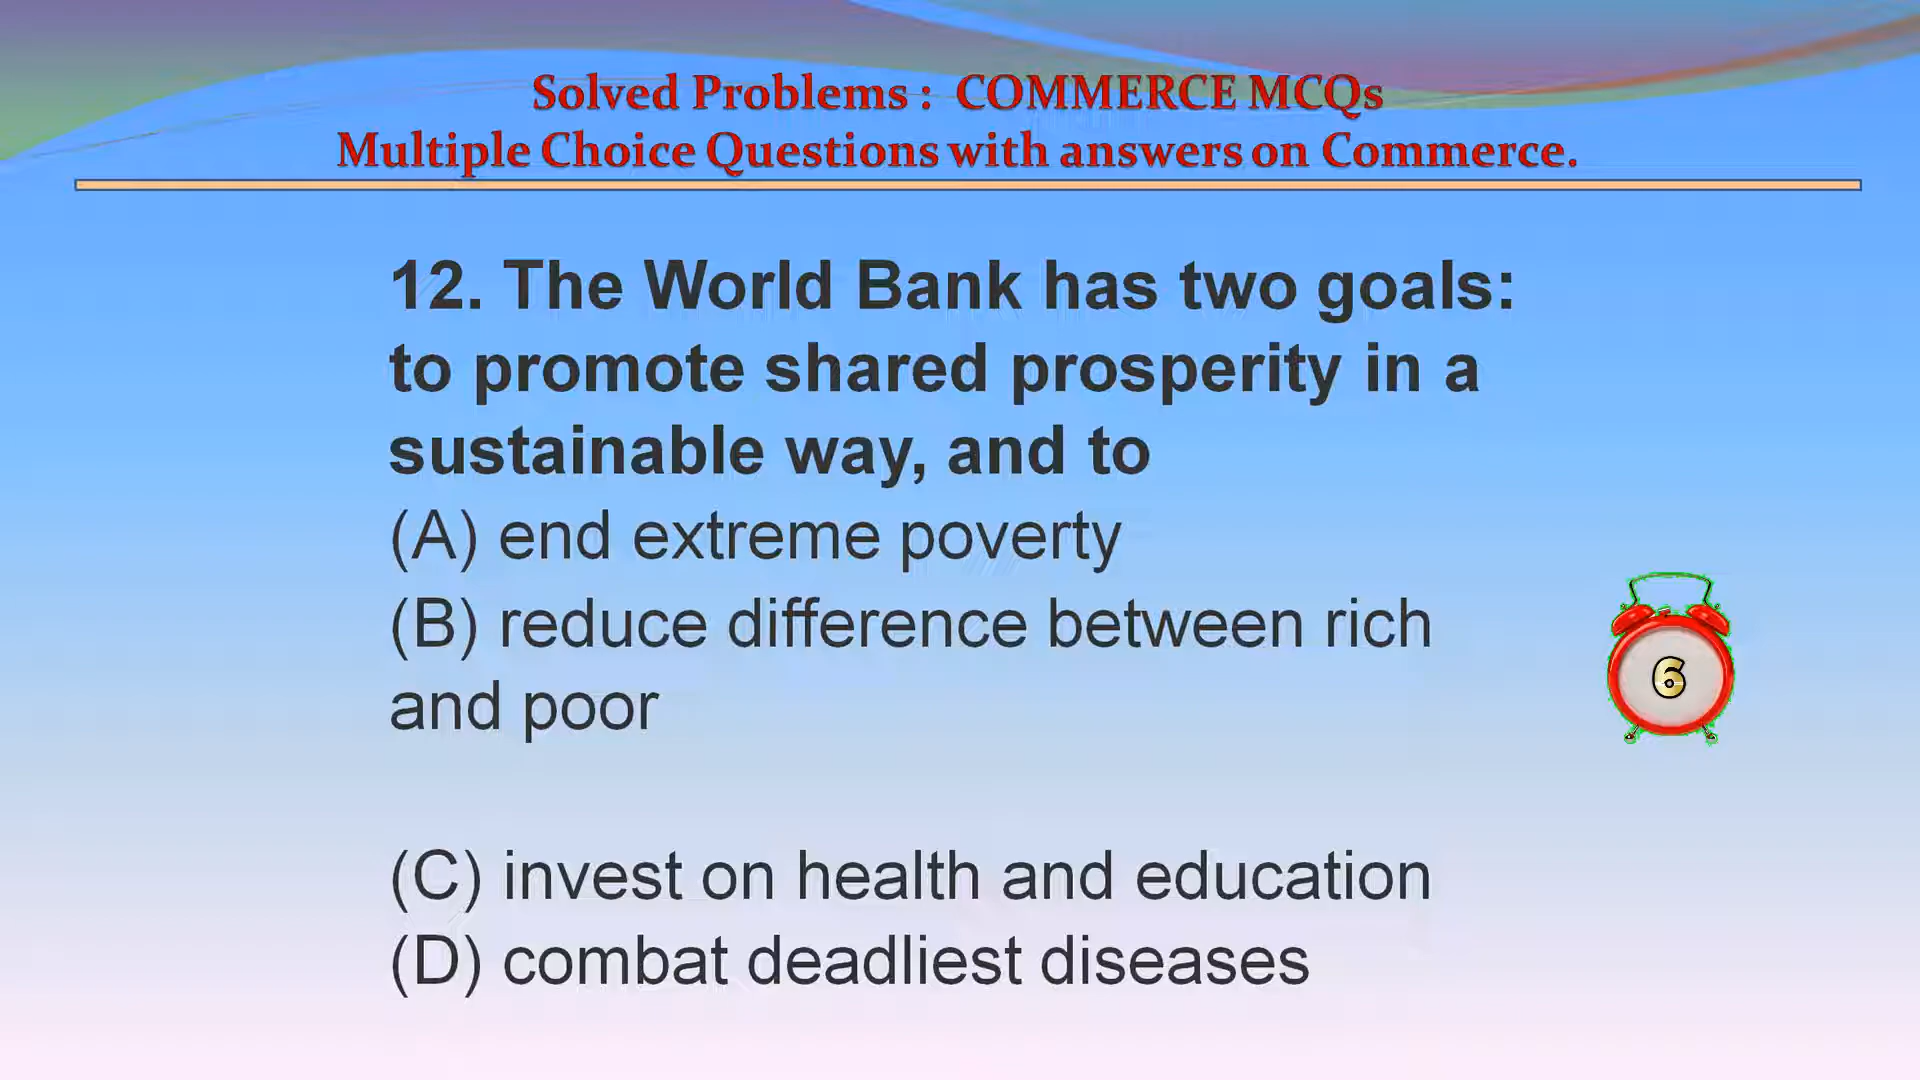 Solved Problems : COMMERCE MCQs
Multiple Choice Questions with answers on Commerce.
12. The World Bank has two goals:
to promote shared prosperity in a
sustainable way, and to
(A) end extreme poverty
(B) reduce difference between rich
and poor
6
(C) invest on health and education
(D) combat deadliest diseases